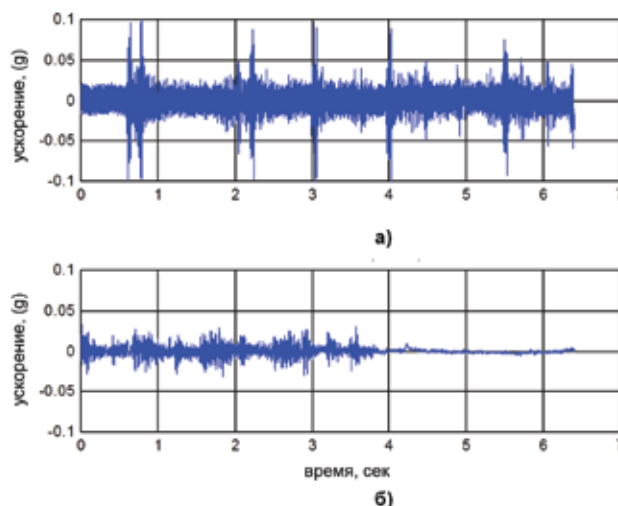 ускорение, (g)
0.1
0.05
0
-0.05
-0.1
0 1 2 3 4 5 6 7
а)
ускорение, (g)
0.1
0.05
0
-0.05
-0.1
0 1 2 3 4 5 6 7
время, сек
б)